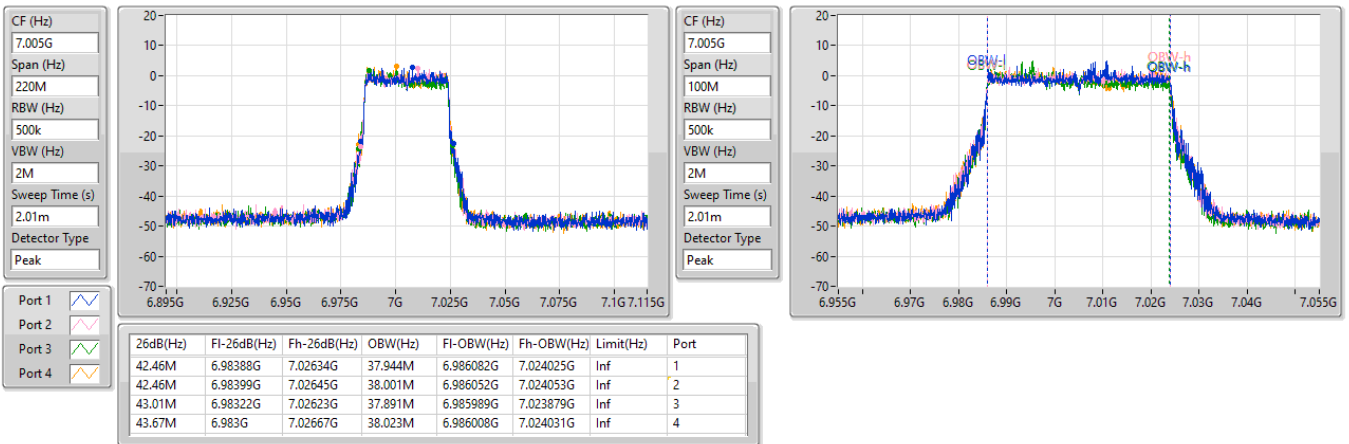 CF (Hz)
7.005G
Span (Hz)
220M
RBW (Hz)
500k
VBW (Hz)
2M
Sweep Time (s)
2.01m
Detector Type
Peak
20
10
0
-10
-20
-30
-40
-50
-60
-70
6.895G 6.925G 6.95G 6.975G 7G 7.025G 7.05G 7.075G 7.1G 7.115G
CF (Hz)
7.005G
Span (Hz)
100M
RBW (Hz)
500k
VBW (Hz)
2M
Sweep Time (s)
2.01m
Detector Type
Peak
20
10
0
-10
-20
-30
-40
-50
-60
-70
OBW-l
OBW-h
OBW-h
6.955G 6.97G 6.98G 6.99G 7G 7.01G 7.02G 7.03G 7.04G 7.055G
Port 1
Port 2
Port 3
Port 4
26dB(Hz) Fl-26dB(Hz) Fh-26dB(Hz) OBW(Hz) Fl-OBW(Hz) Fh-OBW(Hz) Limit(Hz) Port
42.46M 6.98388G 7.02634G 37.944M 6.986082G 7.024025G Inf 1
42.46M 6.98399G 7.02645G 38.001M 6.986052G 7.024053G Inf 2
43.01M 6.98322G 7.02623G 37.891M 6.985989G 7.023879G Inf 3
43.67M 6.983G 7.02667G 38.023M 6.986008G 7.024031G Inf 4